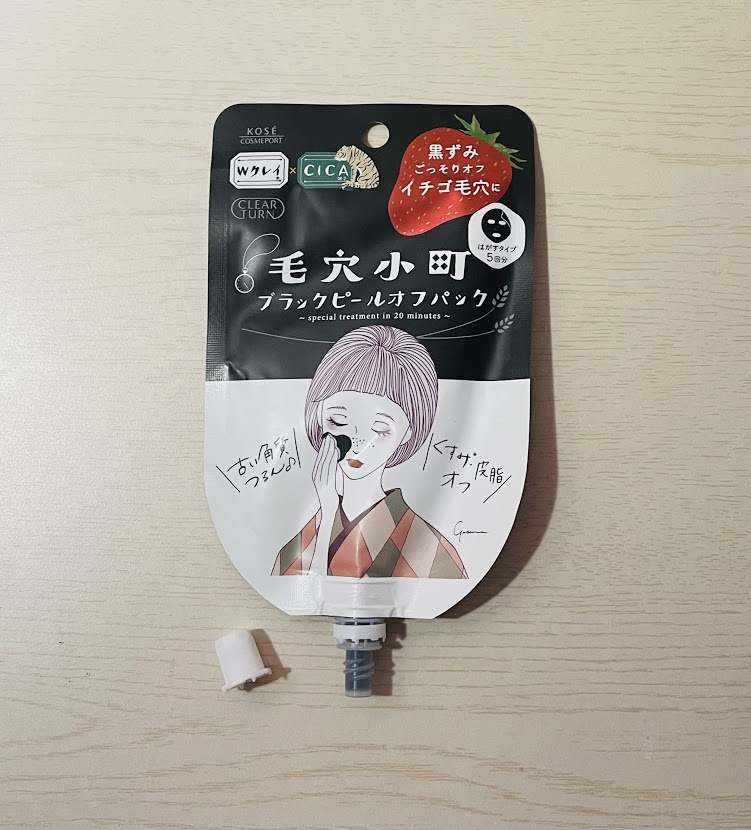 KOSÉ
COSMEPORT
Wクレイ×CICA
CLEAR
TURN
黒ずみ
ごっそりオフ
イチゴ毛穴に
はがすタイプ
5回分
毛穴小町
ブラックピールオフパック
~ special treatment in 20 minutes ~
古い角質
つるん♪
くすみ・皮脂
オフ